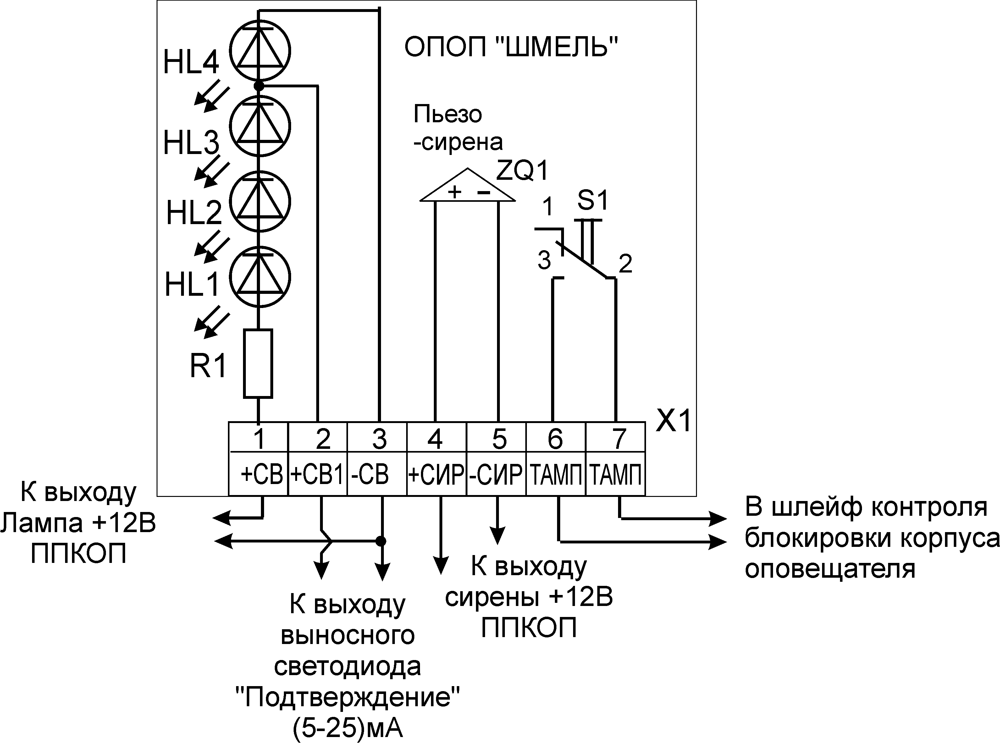 ОПОП "ШМЕЛЬ"
HL4
HL3
HL2
HL1
R1
Пьезо
-сирена
ZQ1
+ −
S1
1
3
2
X1
1 2 3 4 5 6 7
+СВ +СВ1 -СВ +СИР -СИР ТАМП ТАМП
К выходу
Лампа +12В
ППКОП
К выходу
выносного
светодиода
"Подтверждение"
(5-25)мА
К выходу
сирены +12В
ППКОП
В шлейф контроля
блокировки корпуса
оповещателя